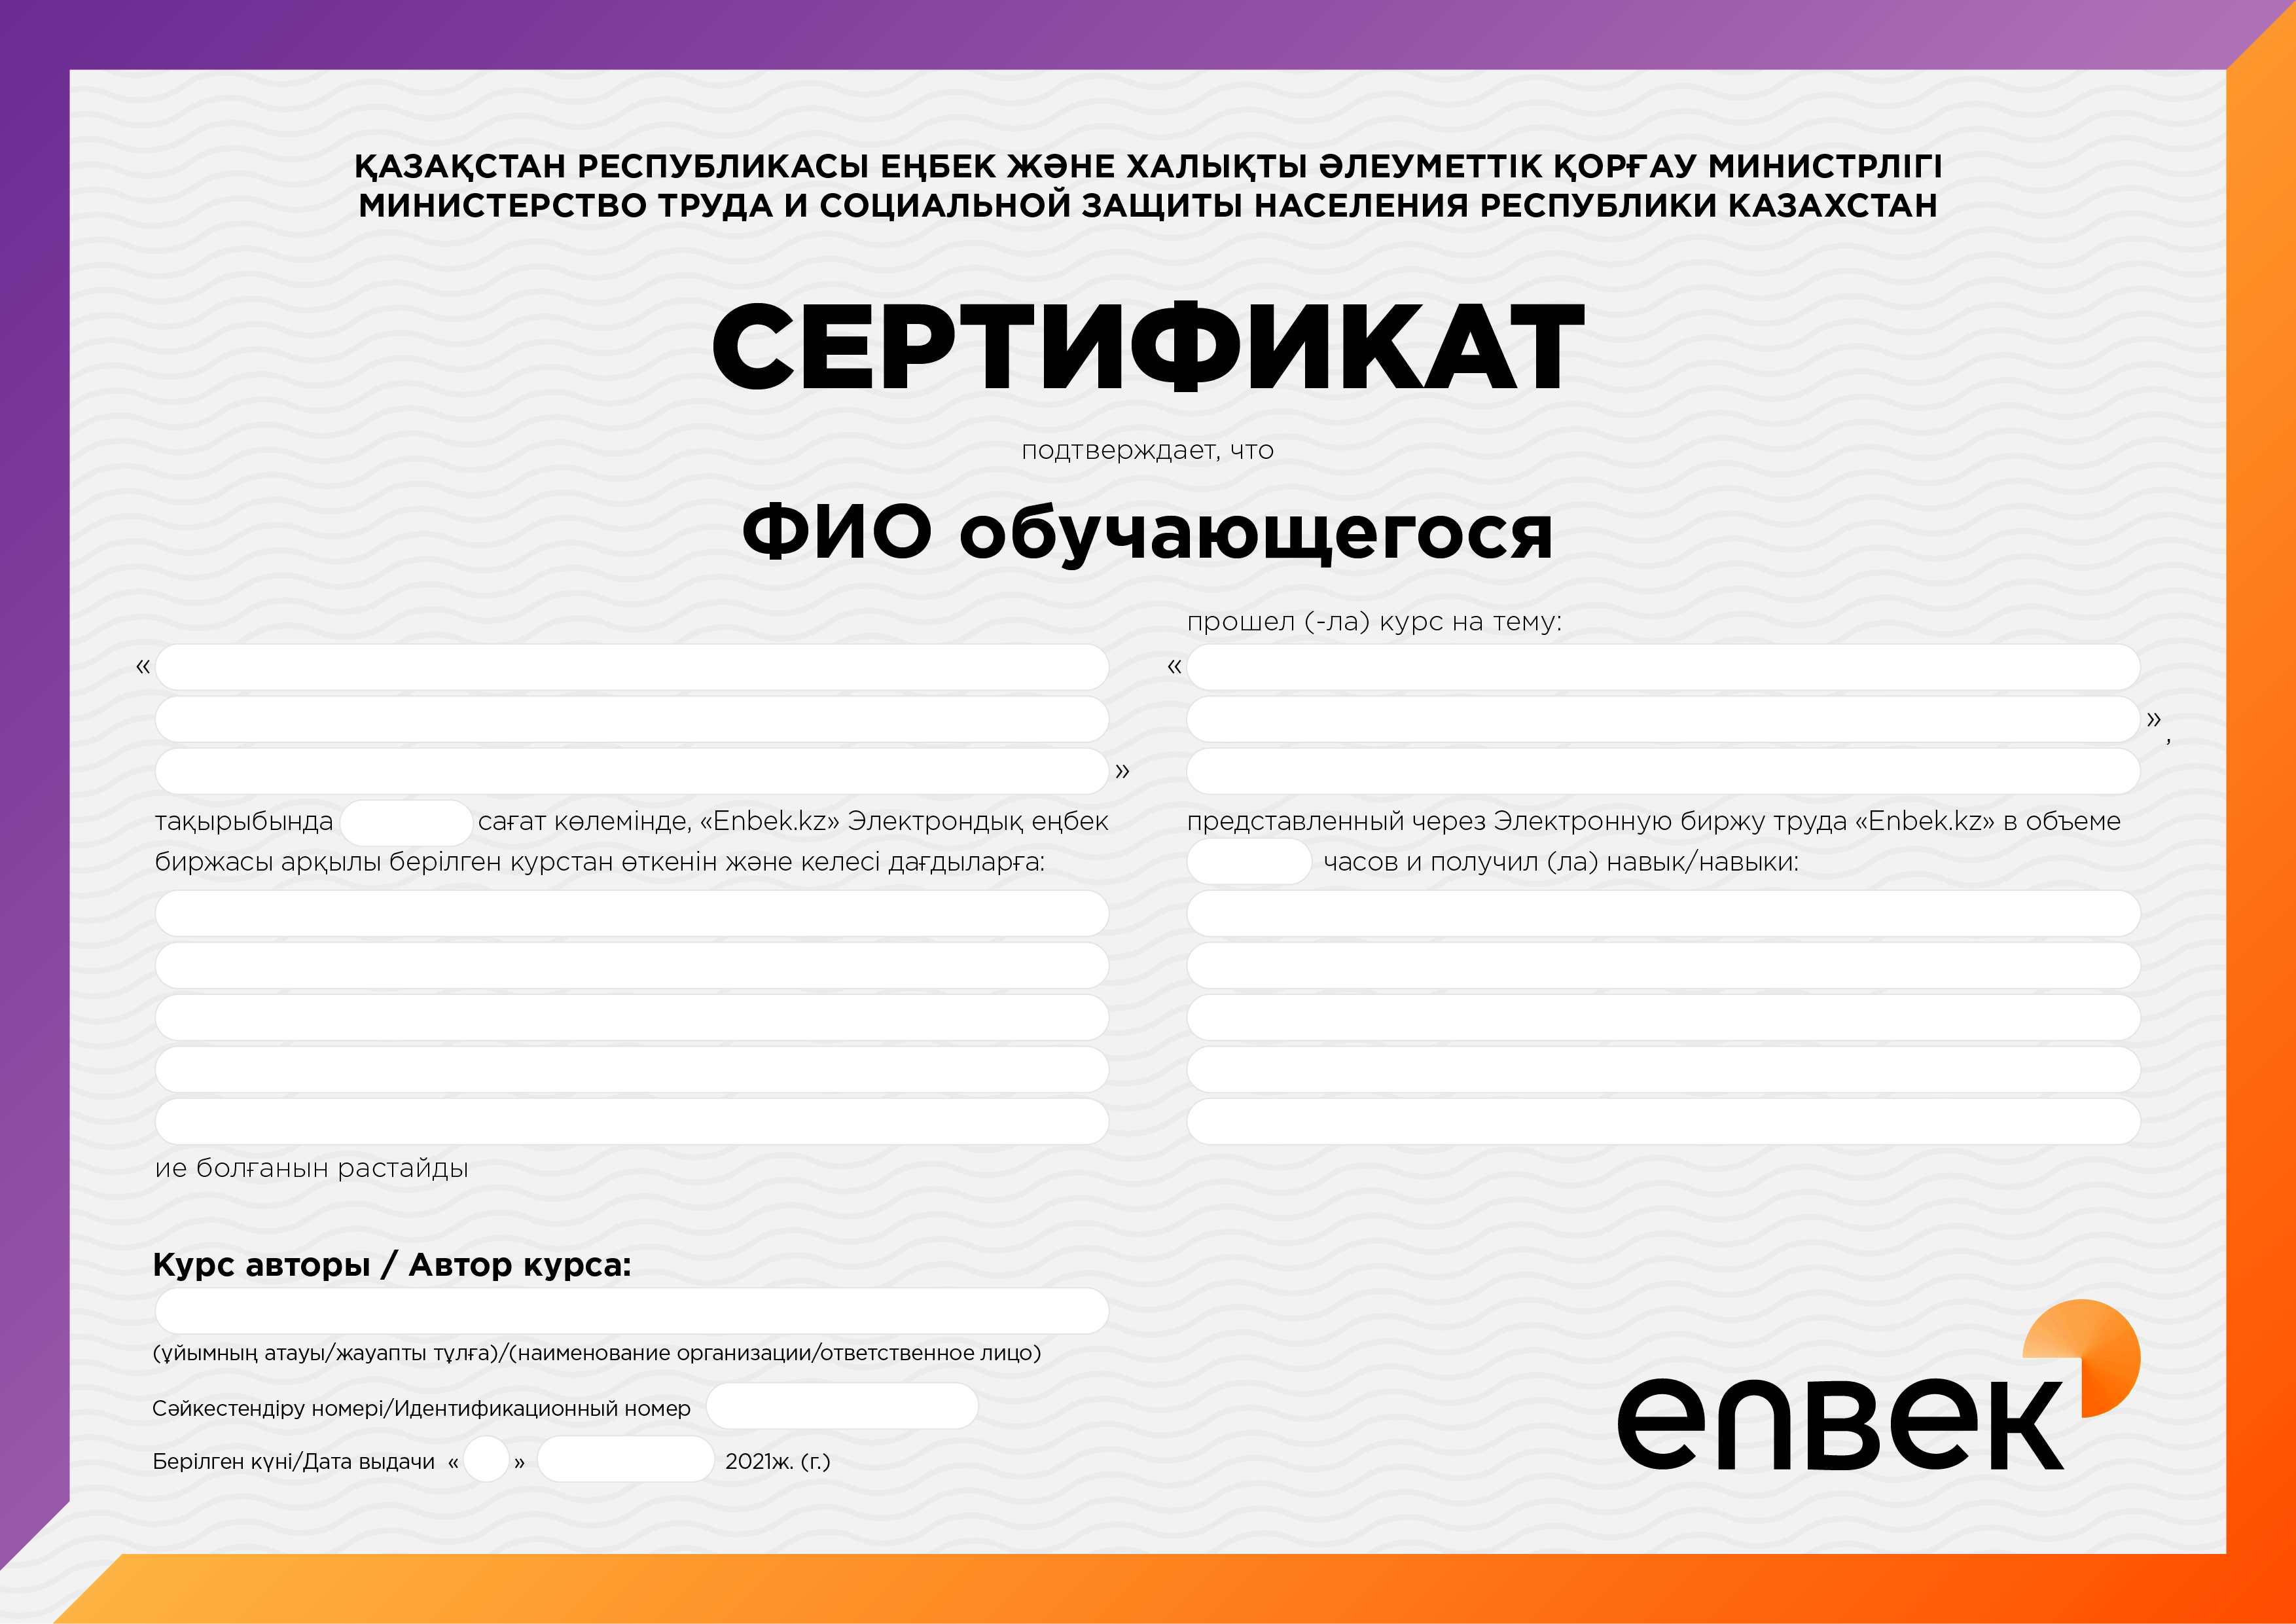 ҚАЗАҚСТАН РЕСПУБЛИКАСЫ ЕҢБЕК ЖӘНЕ ХАЛЫҚТЫ ӘЛЕУМЕТТІК ҚОРҒАУ МИНИСТРЛІГІ
МИНИСТЕРСТВО ТРУДА И СОЦИАЛЬНОЙ ЗАЩИТЫ НАСЕЛЕНИЯ РЕСПУБЛИКИ КАЗАХСТАН
СЕРТИФИКАТ
подтверждает, что
ФИО обучающегося
« »
тақырыбында сағат көлемінде, «Enbek.kz» Электрондық еңбек
биржасы арқылы берілген курстан өткенін және келесі дағдыларға:
ие болғанын растайды
прошел (-ла) курс на тему:
« »,
представленный через Электронную биржу труда «Enbek.kz» в объеме
часов и получил (ла) навык/навыки:
Курс авторы / Автор курса:
(ұйымның атауы/жауапты тұлға)/(наименование организации/ответственное лицо)
Сәйкестендіру номері/Идентификационный номер
Берілген күні/Дата выдачи « » 2021ж. (г.)
enвек